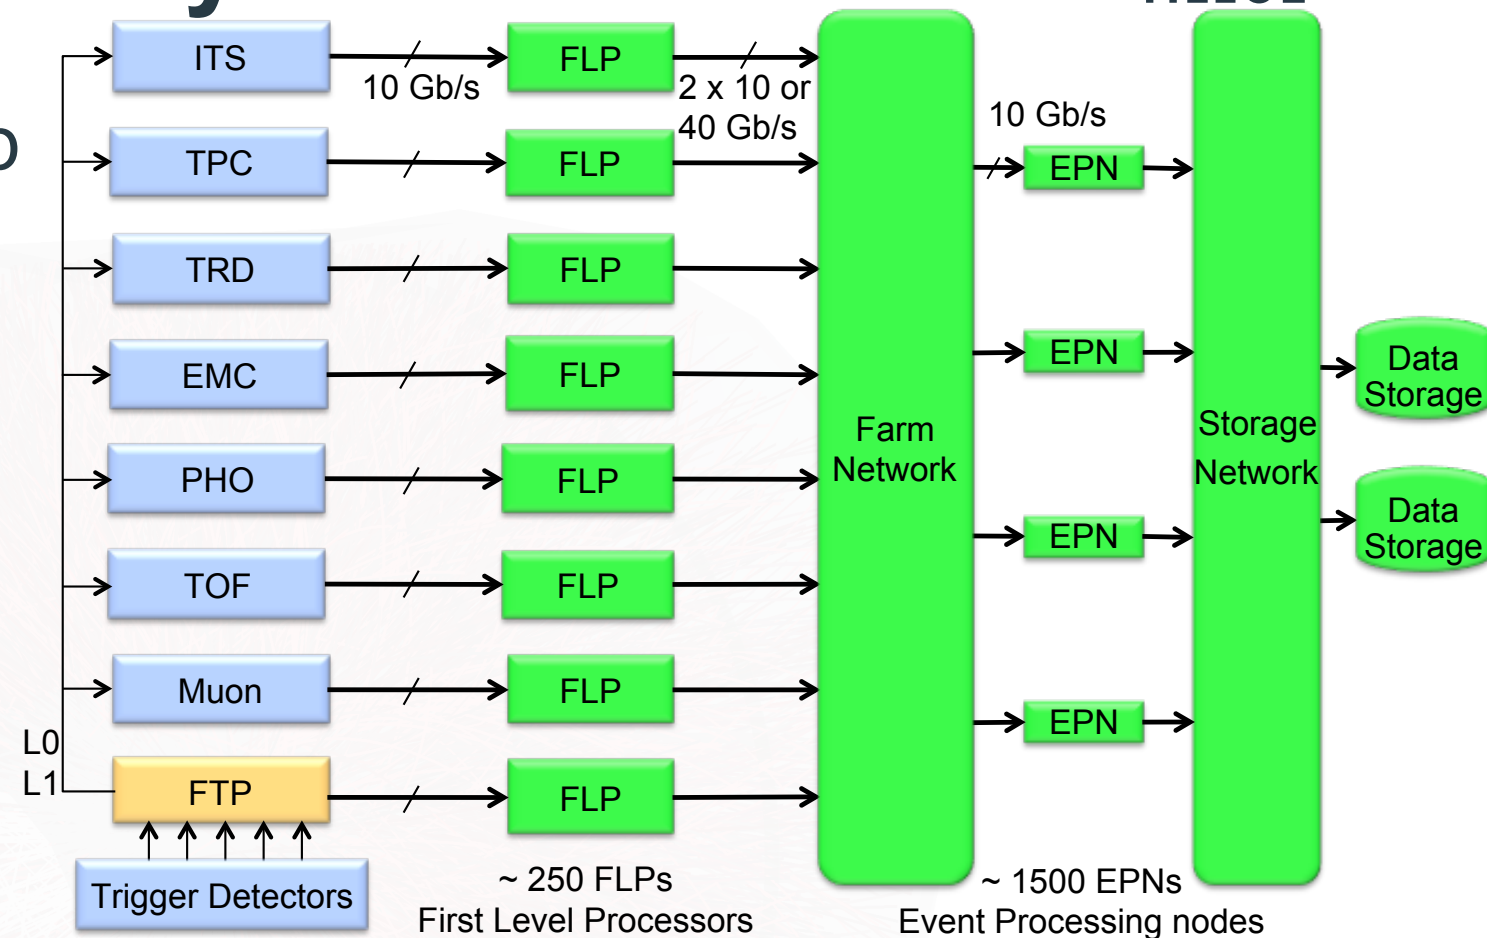 ITS
FLP
10 Gb/s
2 x 10 or
40 Gb/s
10 Gb/s
TPC
FLP
EPN
TRD
FLP
EMC
FLP
EPN
Data
Storage
Farm
Network
Storage
Network
PHO
FLP
Data
Storage
EPN
TOF
FLP
Muon
FLP
EPN
L0
L1
FTP
FLP
Trigger Detectors
~ 250 FLPs
First Level Processors
~ 1500 EPNs
Event Processing nodes